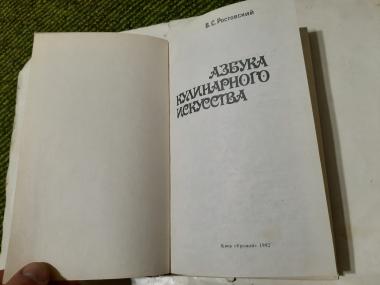 В. С. Ростовский
АЗБУКА
КУЛИНАРНОГО
ИСКУССТВА
Киев «Урожай» 1992